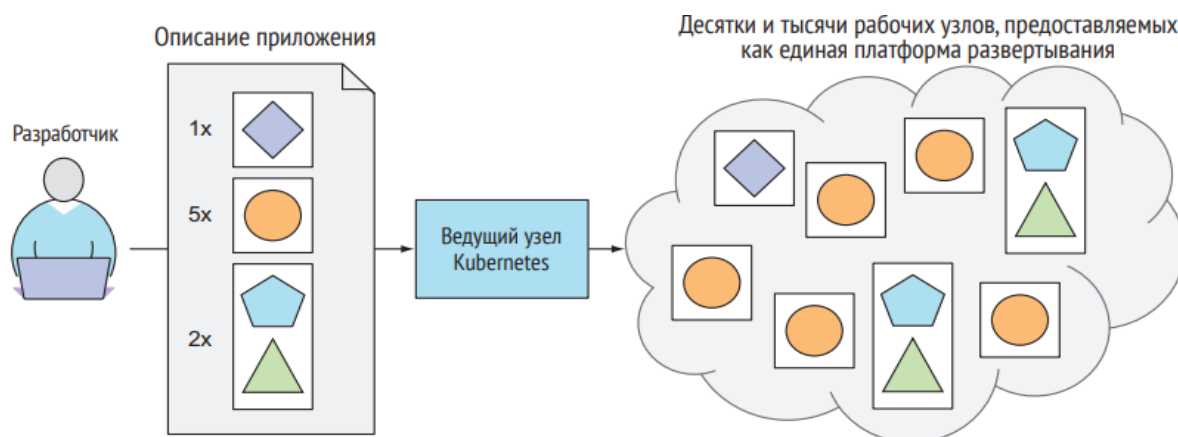 Описание приложения
Десятки и тысячи рабочих узлов, предоставляемых
как единая платформа развертывания
Разработчик
1x
5x
2x
Ведущий узел
Kubernetes